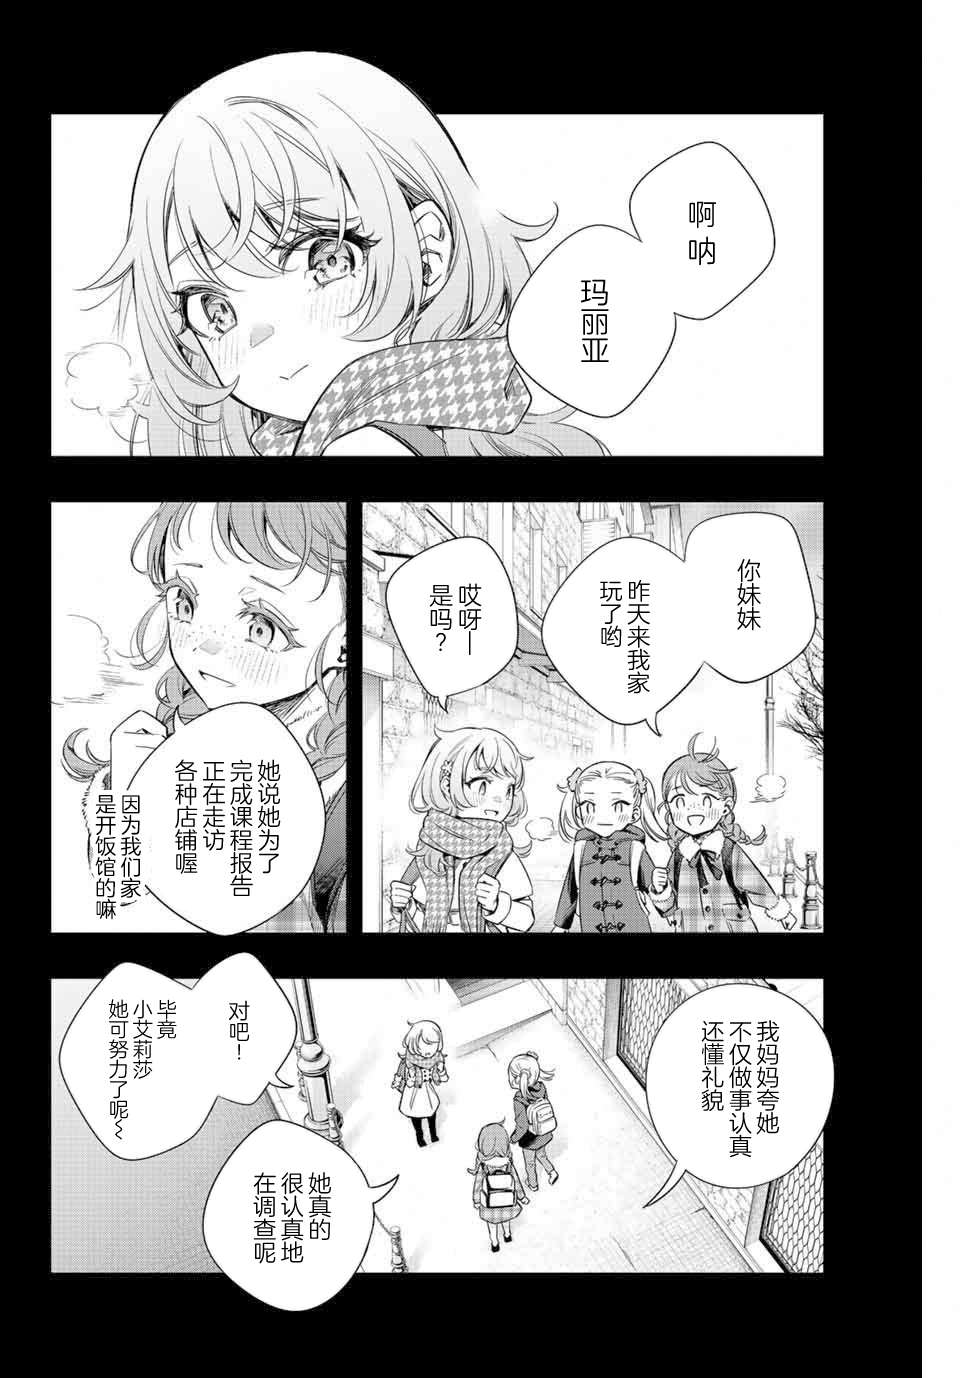 啊
呐
玛丽亚
你妹妹
昨天来我家
玩了哟
哎呀—
是吗？
她说她为了
完成课程报告
正在走访
各种店铺喔
因为我们家
是开饭馆的嘛
我妈妈夸她
不仅做事认真
还懂礼貌
对吧！
毕竟
小艾莉莎
她可努力了呢~
她真的
很认真地
在调查呢